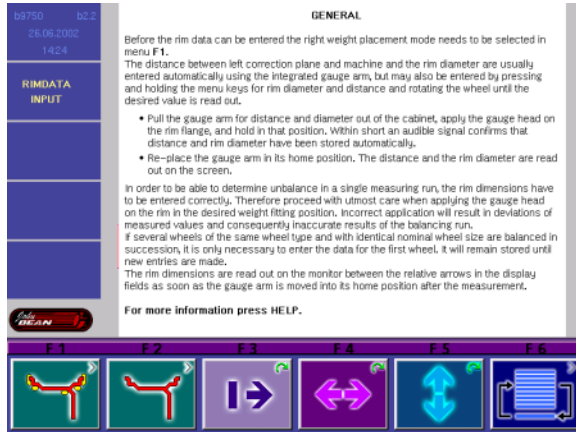 b9750 b2.2
26.06.2002
14:24
RIMDATA
INPUT
GENERAL
Before the rim data can be entered the right weight placement mode needs to be selected in
menu F1.
The distance between left correction plane and machine and the rim diameter are usually
entered automatically using the integrated gauge arm, but may also be entered by pressing
and holding the menu keys for rim diameter and distance and rotating the wheel until the
desired value is read out.
• Pull the gauge arm for distance and diameter out of the cabinet, apply the gauge head on
the rim flange, and hold in that position. Within short an audible signal confirms that
distance and rim diameter have been stored automatically.
• Re-place the gauge arm in its home position. The distance and the rim diameter are read
out on the screen.
In order to be able to determine unbalance in a single measuring run, the rim dimensions have
to be entered correctly. Therefore proceed with utmost care when applying the gauge head
on the rim in the desired weight fitting position. Incorrect application will result in deviations of
measured values and consequently inaccurate results of the balancing run.
If several wheels of the same wheel type and with identical nominal wheel size are balanced in
succession, it is only necessary to enter the data for the first wheel. It will remain stored until
new entries are made.
The rim dimensions are read out on the monitor between the relative arrows in the display
fields as soon as the gauge arm is moved into its home position after the measurement.
For more information press HELP.
John
BEAN
F 1 F 2 F 3 F 4 F 5 F 6